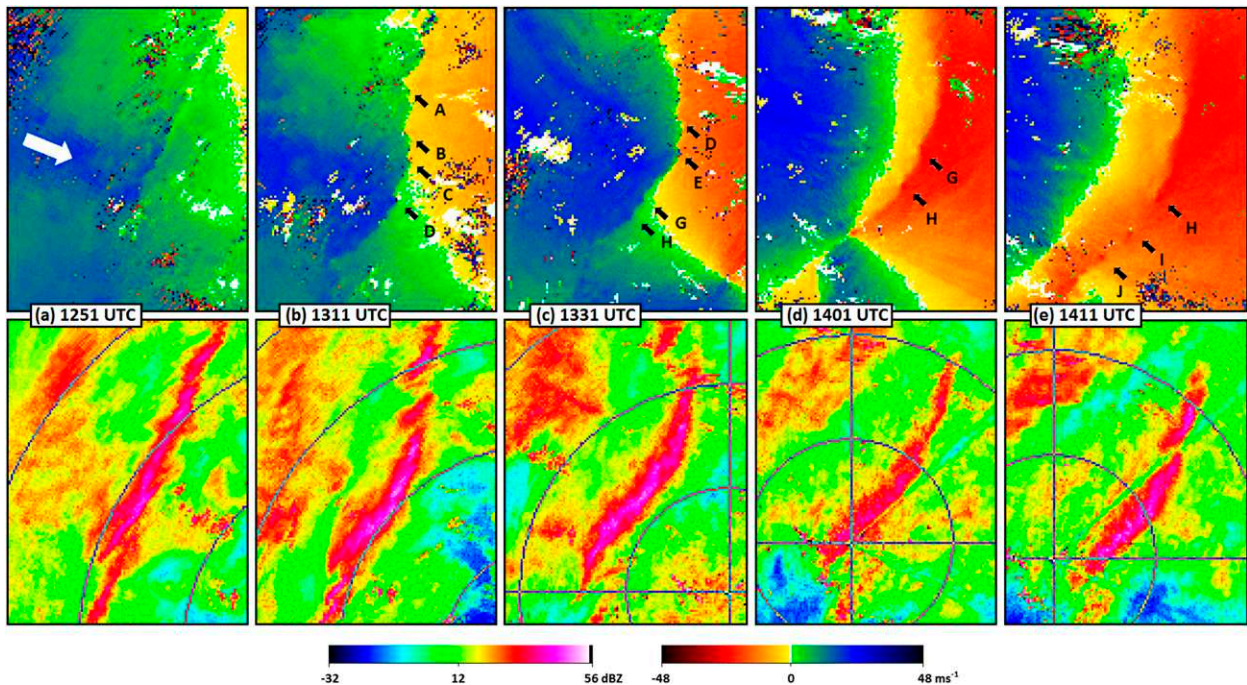 A
B
C
D
D
E
G
H
G
H
H
I
J
(a) 1251 UTC
(b) 1311 UTC
(c) 1331 UTC
(d) 1401 UTC
(e) 1411 UTC
-32 12 56 dBZ
-48 0 48 ms⁻¹